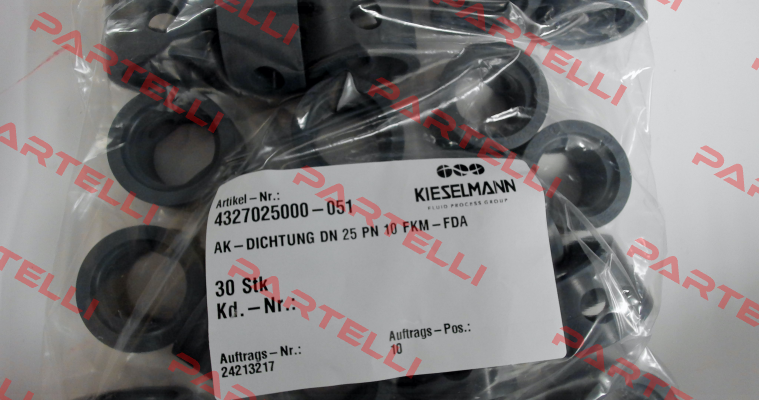 KIESELMANN
FLUID PROCESS GROUP
Artikel-Nr.:
4327025000-051
AK-DICHTUNG DN 25 PN 10 FKM-FDA
30 Stk
Kd.-Nr.:
Auftrags-Nr.:
24213217
Auftrags-Pos.:
10
PARTELLI
PARTELLI
PARTELLI
PARTELLI
PARTELLI
PARTELLI
PARTELLI
PARTELLI
PARTELLI